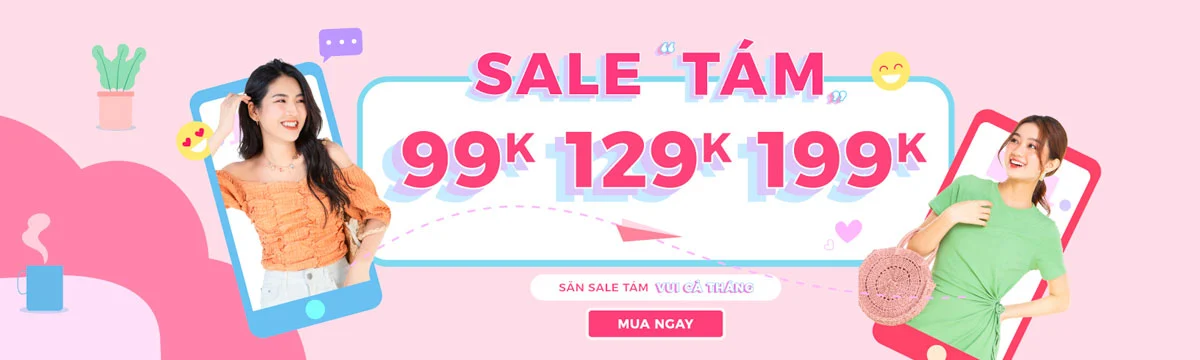 SALE “TÁM”
99K 129K 199K
SĂN SALE TÁM VUI CẢ THÁNG
MUA NGAY